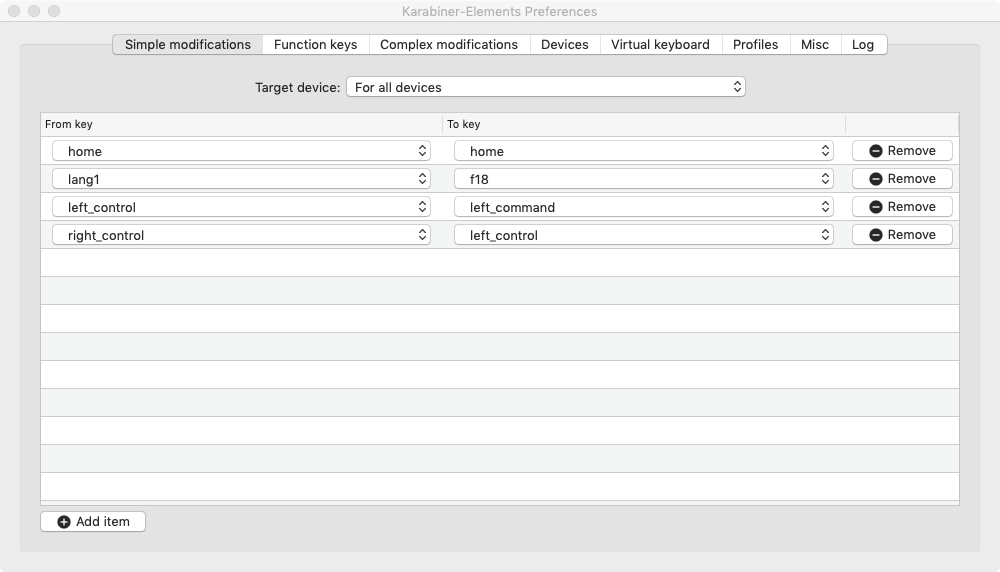 Karabiner-Elements Preferences
Simple modifications Function keys Complex modifications Devices Virtual keyboard Profiles Misc Log
Target device: For all devices
From key To key
home home Remove
lang1 f18 Remove
left_control left_command Remove
right_control left_control Remove
Add item